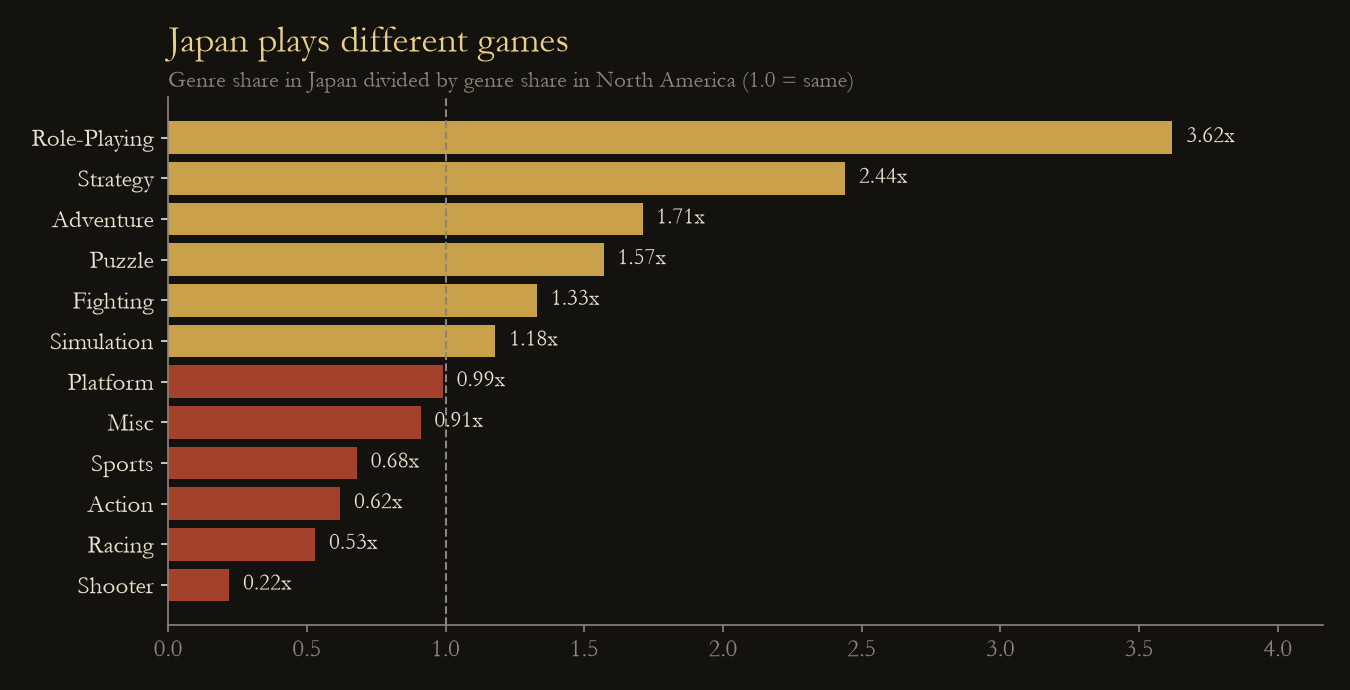 Japan plays different games
Genre share in Japan divided by genre share in North America (1.0 = same)
Role-Playing 3.62x
Strategy 2.44x
Adventure 1.71x
Puzzle 1.57x
Fighting 1.33x
Simulation 1.18x
Platform 0.99x
Misc 0.91x
Sports 0.68x
Action 0.62x
Racing 0.53x
Shooter 0.22x
0.0 0.5 1.0 1.5 2.0 2.5 3.0 3.5 4.0